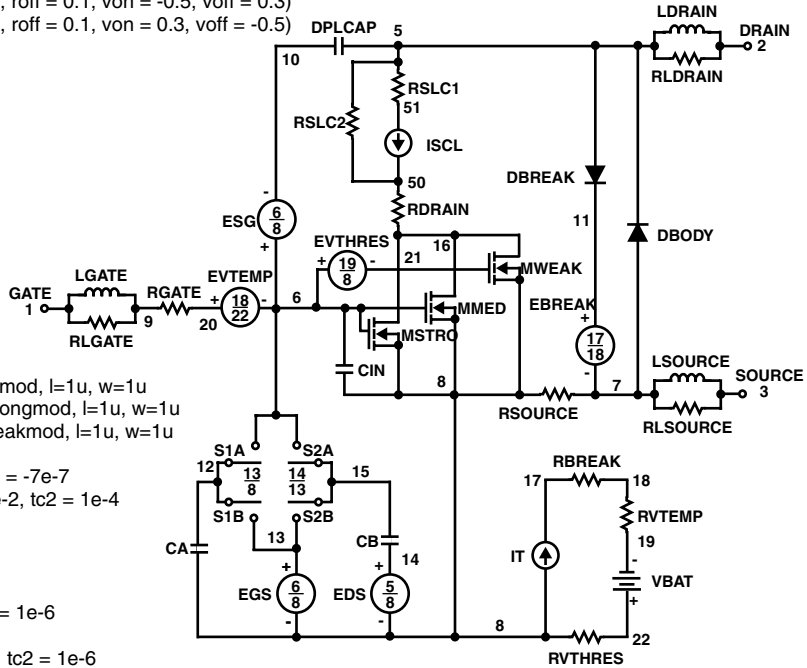 , roff = 0.1, von = -0.5, voff = 0.3)
, roff = 0.1, von = 0.3, voff = -0.5)
LDRAIN
DPLCAP 5 DRAIN
2
10
RLDRAIN
RSLC1
51
RSLC2
ISCL
50
DBREAK
RDRAIN
11
DBODY
-
ESG 6
8
+
EVTHRES
+ 19 -
8
21
16
MWEAK
LGATE
EVTEMP
GATE
1
RGATE
+ 18 -
22
6
MMED
EBREAK
+
RLGATE
9
20
MSTRO
17
18
-
CIN
LSOURCE
8
7
SOURCE
3
RSOURCE
RLSOURCE
mod, l=1u, w=1u
ongmod, l=1u, w=1u
eakmod, l=1u, w=1u
= -7e-7
e-2, tc2 = 1e-4
= 1e-6
, tc2 = 1e-6
S1A
S2A
12
13
8
14
13
15
S1B
S2B
13
CA
CB
+
+ 14
EGS 6
8
-
EDS 5
8
-
8
RBREAK
17
18
RVTEMP
19
IT
-
VBAT
+
22
RVTHRES